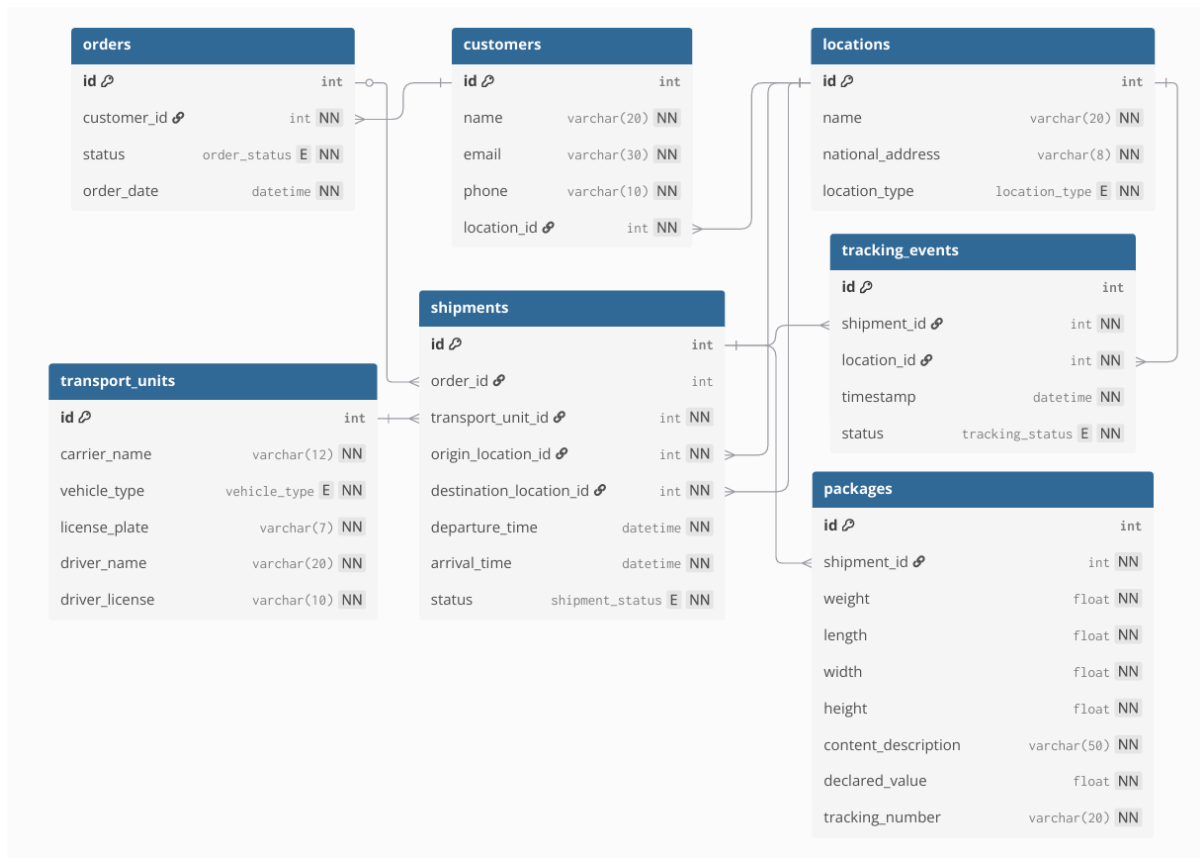 orders
id int
customer_id int NN
status order_status E NN
order_date datetime NN
customers
id int
name varchar(20) NN
email varchar(30) NN
phone varchar(10) NN
location_id int NN
locations
id int
name varchar(20) NN
national_address varchar(8) NN
location_type location_type E NN
tracking_events
id int
shipment_id int NN
location_id int NN
timestamp datetime NN
status tracking_status E NN
shipments
id int
order_id int
transport_unit_id int NN
origin_location_id int NN
destination_location_id int NN
departure_time datetime NN
arrival_time datetime NN
status shipment_status E NN
transport_units
id int
carrier_name varchar(12) NN
vehicle_type vehicle_type E NN
license_plate varchar(7) NN
driver_name varchar(20) NN
driver_license varchar(10) NN
packages
id int
shipment_id int NN
weight float NN
length float NN
width float NN
height float NN
content_description varchar(50) NN
declared_value float NN
tracking_number varchar(20) NN